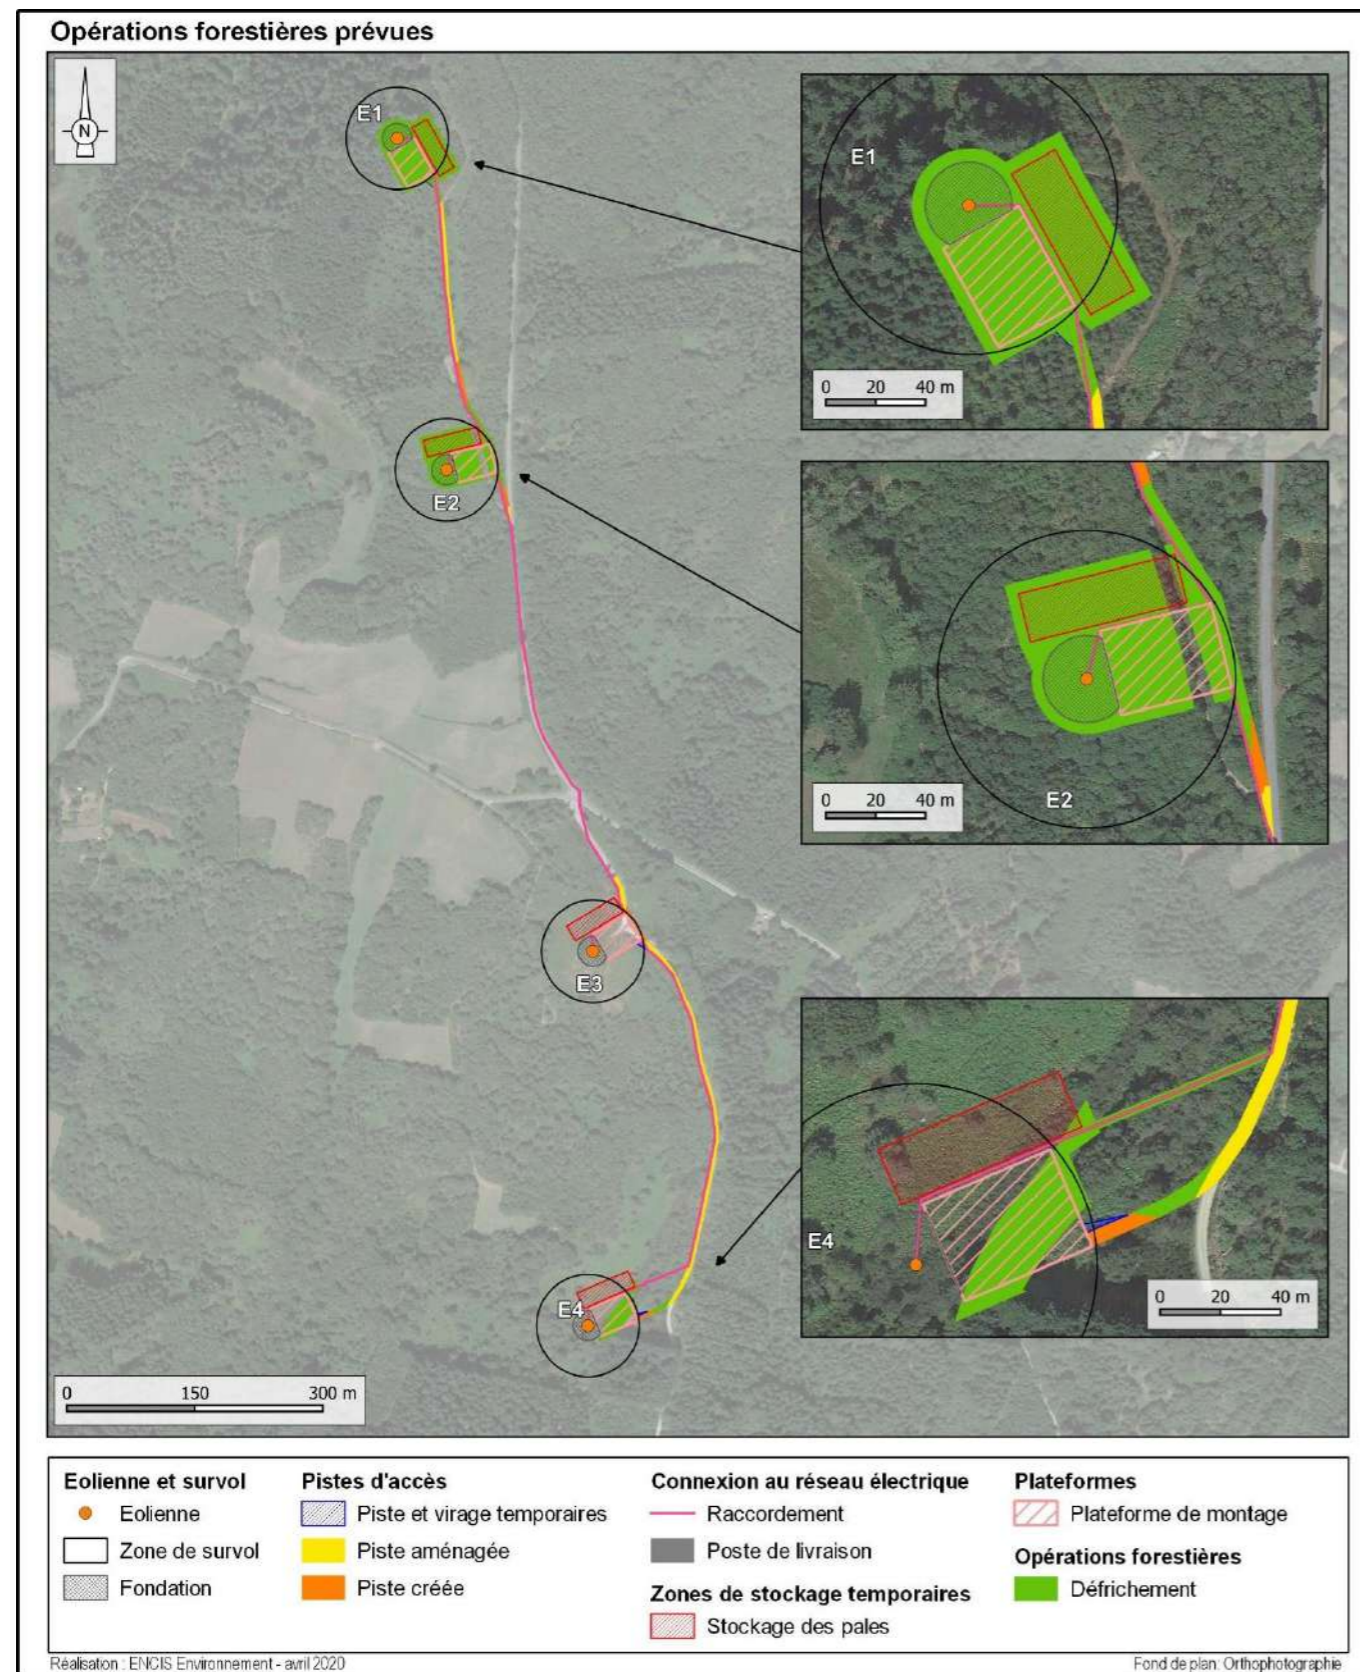 Opérations forestières prévues
N
E1
E1
0 20 40 m
E2
E2
0 20 40 m
E3
E4
E4
0 20 40 m
0 150 300 m
Eolienne et survol
Eolienne
Zone de survol
Fondation
Pistes d'accès
Piste et virage temporaires
Piste aménagée
Piste créée
Connexion au réseau électrique
Raccordement
Poste de livraison
Zones de stockage temporaires
Stockage des pales
Plateformes
Plateforme de montage
Opérations forestières
Défrichement
Réalisation : ENCIS Environnement - avril 2020
Fond de plan: Orthophotographie